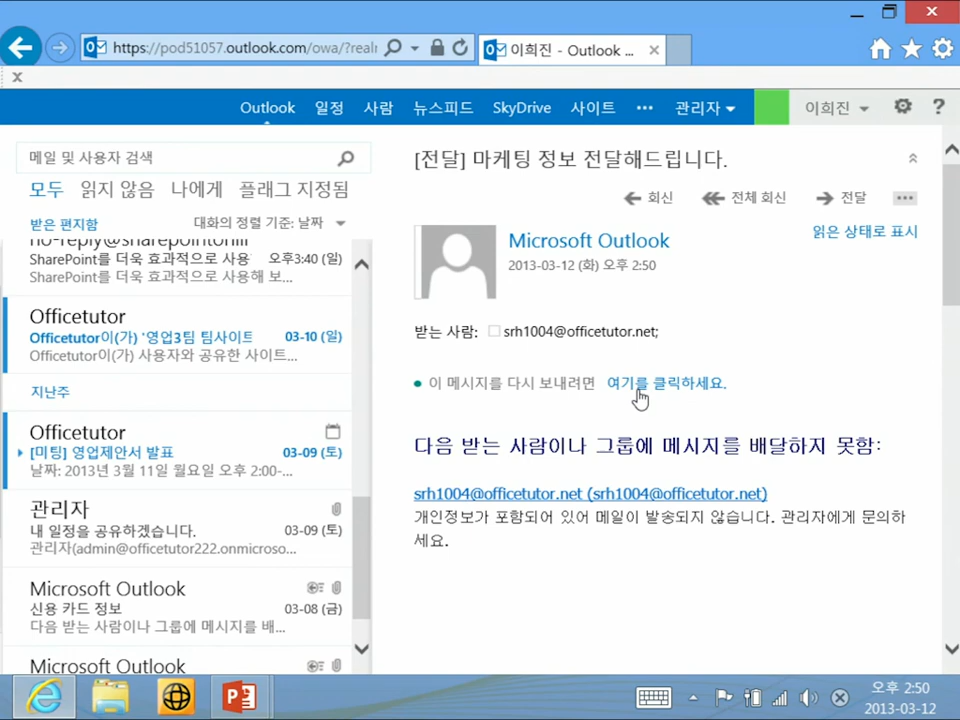 https://pod51057.outlook.com/owa/?realr
이희진 - Outlook ...
Outlook 일정 사람 뉴스피드 SkyDrive 사이트 ··· 관리자 이희진 ?
메일 및 사용자 검색
모두 읽지 않음 나에게 플래그 지정됨
받은 편지함 대화의 정렬 기준: 날짜
SharePoint를 더욱 효과적으로 사용 오후3:40 (일)
SharePoint를 더욱 효과적으로 사용해 보...
Officetutor
Officetutor이(가) '영업3팀 팀사이트 03-10 (일)
Officetutor이(가) 사용자와 공유한 사이트...
지난주
Officetutor
[미팅] 영업제안서 발표 03-09 (토)
날짜: 2013년 3월 11일 월요일 오후 2:00-...
관리자
내 일정을 공유하겠습니다. 03-09 (토)
관리자(admin@officetutor222.onmicroso...
Microsoft Outlook
신용 카드 정보 03-08 (금)
다음 받는 사람이나 그룹에 메시지를 배...
Microsoft Outlook
[전달] 마케팅 정보 전달해드립니다.
회신 전체 회신 전달 ···
읽은 상태로 표시
Microsoft Outlook
2013-03-12 (화) 오후 2:50
받는 사람: srh1004@officetutor.net;
이 메시지를 다시 보내려면 여기를 클릭하세요.
다음 받는 사람이나 그룹에 메시지를 배달하지 못함:
srh1004@officetutor.net (srh1004@officetutor.net)
개인정보가 포함되어 있어 메일이 발송되지 않습니다. 관리자에게 문의하
세요.
오후 2:50
2013-03-12